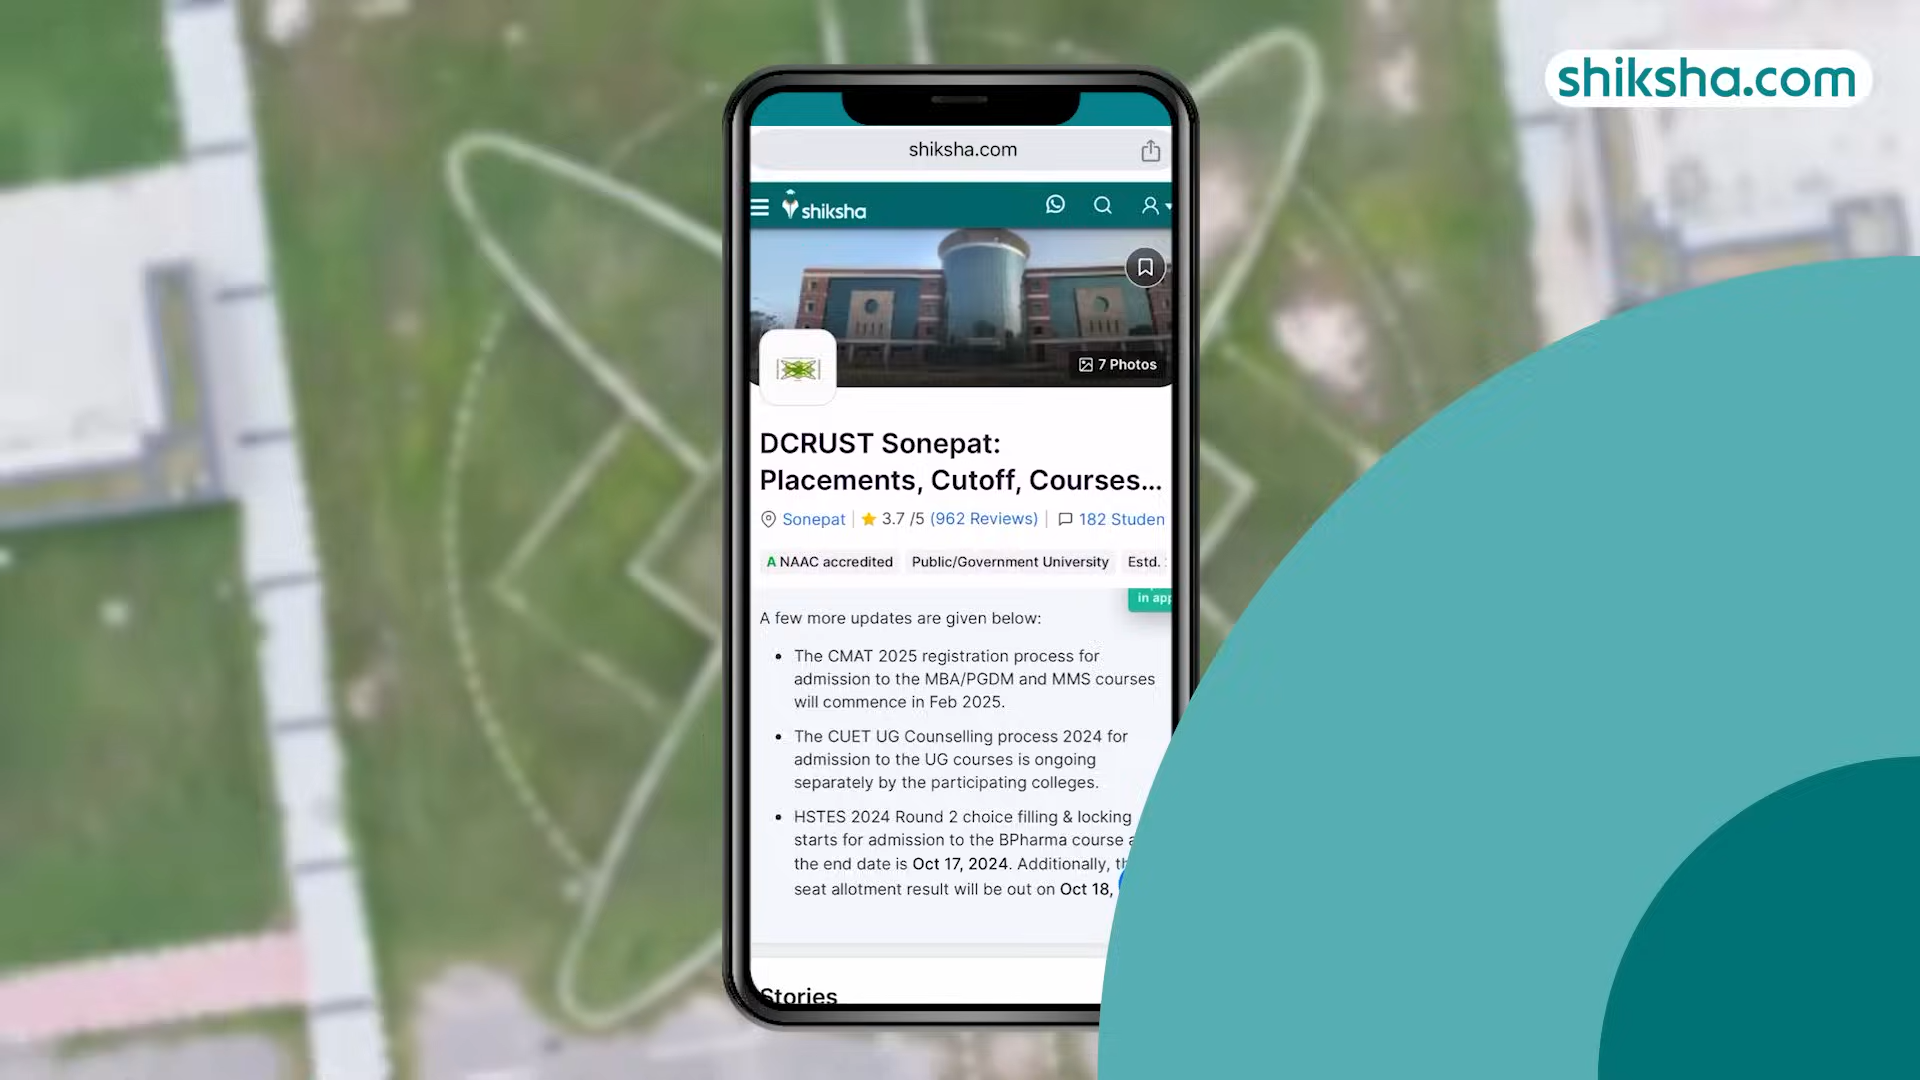 shiksha.com
shiksha.com
shiksha
7 Photos
DCRUST Sonepat:
Placements, Cutoff, Courses...
Sonepat 3.7 /5 (962 Reviews) 182 Studen
A NAAC accredited Public/Government University Estd.
in app
A few more updates are given below:
• The CMAT 2025 registration process for
admission to the MBA/PGDM and MMS courses
will commence in Feb 2025.
• The CUET UG Counselling process 2024 for
admission to the UG courses is ongoing
separately by the participating colleges.
• HSTES 2024 Round 2 choice filling & locking
starts for admission to the BPharma course
the end date is Oct 17, 2024. Additionally,
seat allotment result will be out on Oct 18,
Stories